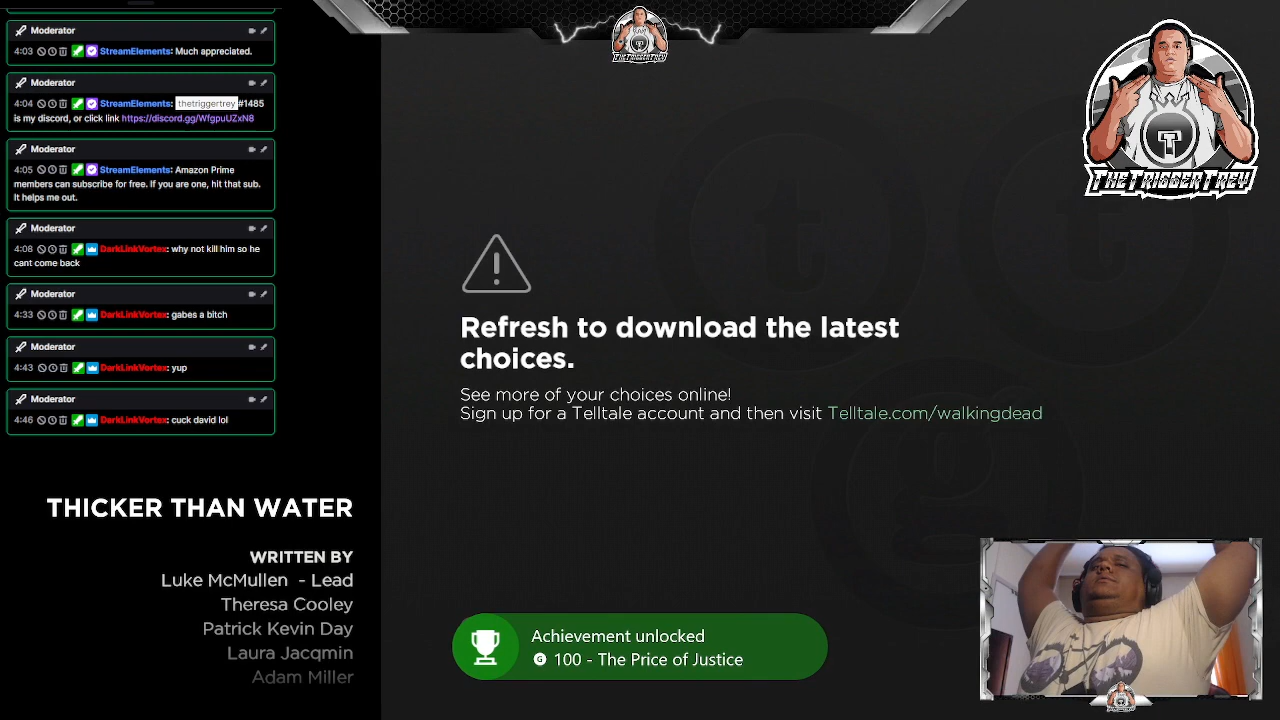 Moderator
4:03 StreamElements: Much appreciated.
Moderator
4:04 StreamElements: thetriggertrey #1485
is my discord, or click link https://discord.gg/WfgpuUZxN8
Moderator
4:05 StreamElements: Amazon Prime
members can subscribe for free. If you are one, hit that sub.
It helps me out.
Moderator
4:08 DarkLinkVortex: why not kill him so he
cant come back
Moderator
4:33 DarkLinkVortex: gabes a bitch
Moderator
4:43 DarkLinkVortex: yup
Moderator
4:46 DarkLinkVortex: cuck david lol
THICKER THAN WATER
WRITTEN BY
Luke McMullen - Lead
Theresa Cooley
Patrick Kevin Day
Laura Jacqmin
Adam Miller
THETRIGGERTREY
T
THETRIGGERTREY
Refresh to download the latest
choices.
See more of your choices online!
Sign up for a Telltale account and then visit Telltale.com/walkingdead
Achievement unlocked
G 100 - The Price of Justice